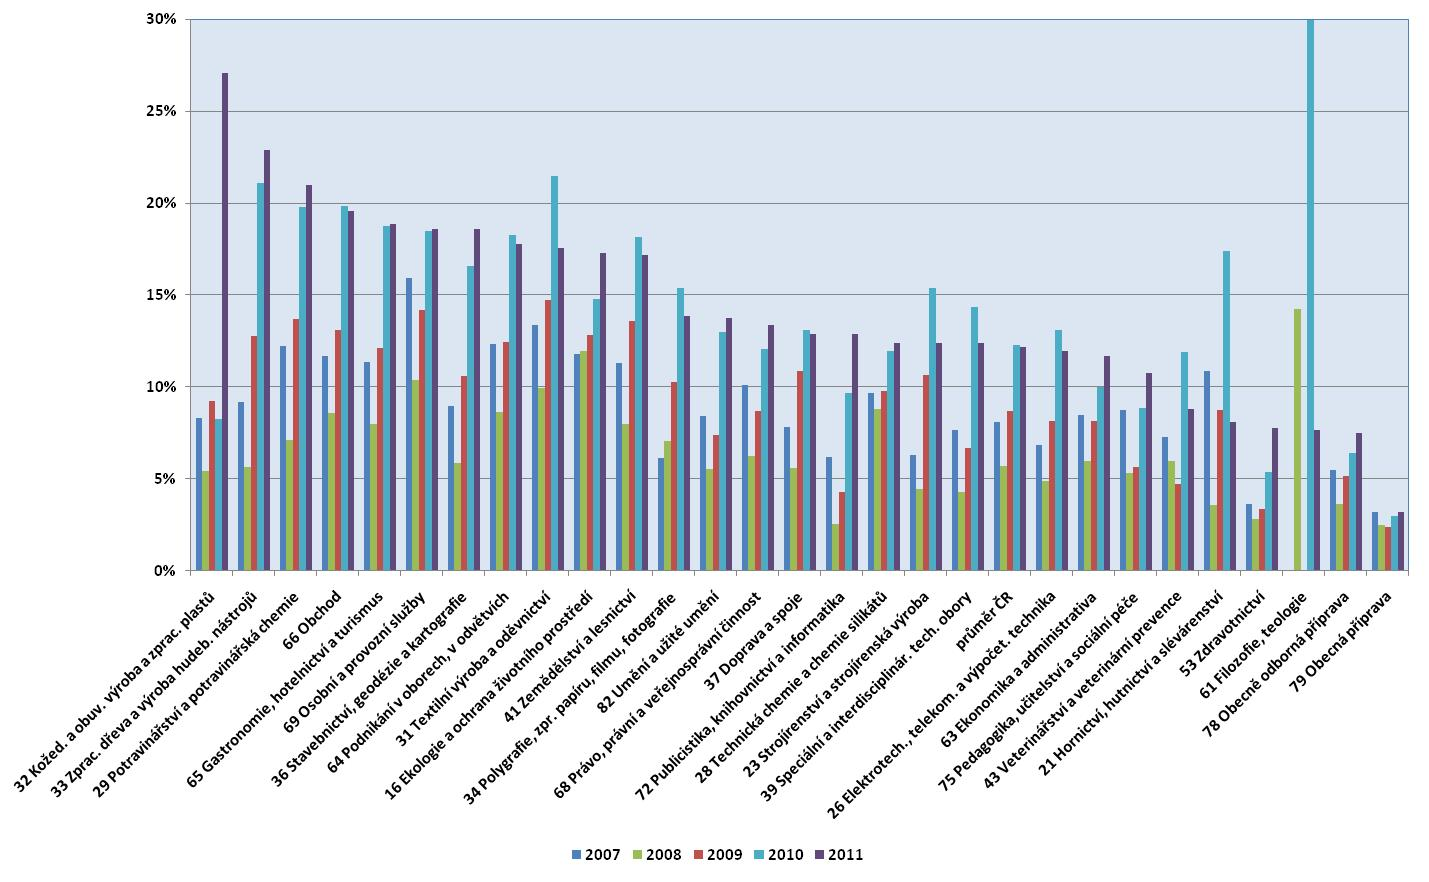 30%
25%
20%
15%
10%
5%
0%
32 Kožed. a obuv. výroba a zprac. plastů
33 Zprac. dřeva a výroba hudeb. nástrojů
29 Potravinářství a potravinářská chemie
66 Obchod
65 Gastronomie, hotelnictví a turismus
69 Osobní a provozní služby
36 Stavebnictví, geodézie a kartografie
64 Podnikání v oborech, v odvětvích
31 Textilní výroba a oděvnictví
16 Ekologie a ochrana životního prostředí
41 Zemědělství a lesnictví
34 Polygrafie, zpr. papíru, filmu, fotografie
82 Umění a užité umění
68 Právo, právní a veřejnosprávní činnost
37 Doprava a spoje
72 Publicistika, knihovnictví a informatika
28 Technická chemie a chemie silikátů
23 Strojírenství a strojírenská výroba
39 Speciální a interdisciplinár. tech. obory
průměr ČR
26 Elektrotech., telekom. a výpočet. technika
63 Ekonomika a administrativa
75 Pedagogika, učitelství a sociální péče
43 Veterinářství a veterinární prevence
21 Hornictví, hutnictví a slévárenství
53 Zdravotnictví
61 Filozofie, teologie
78 Obecně odborná příprava
79 Obecná příprava
2007 2008 2009 2010 2011